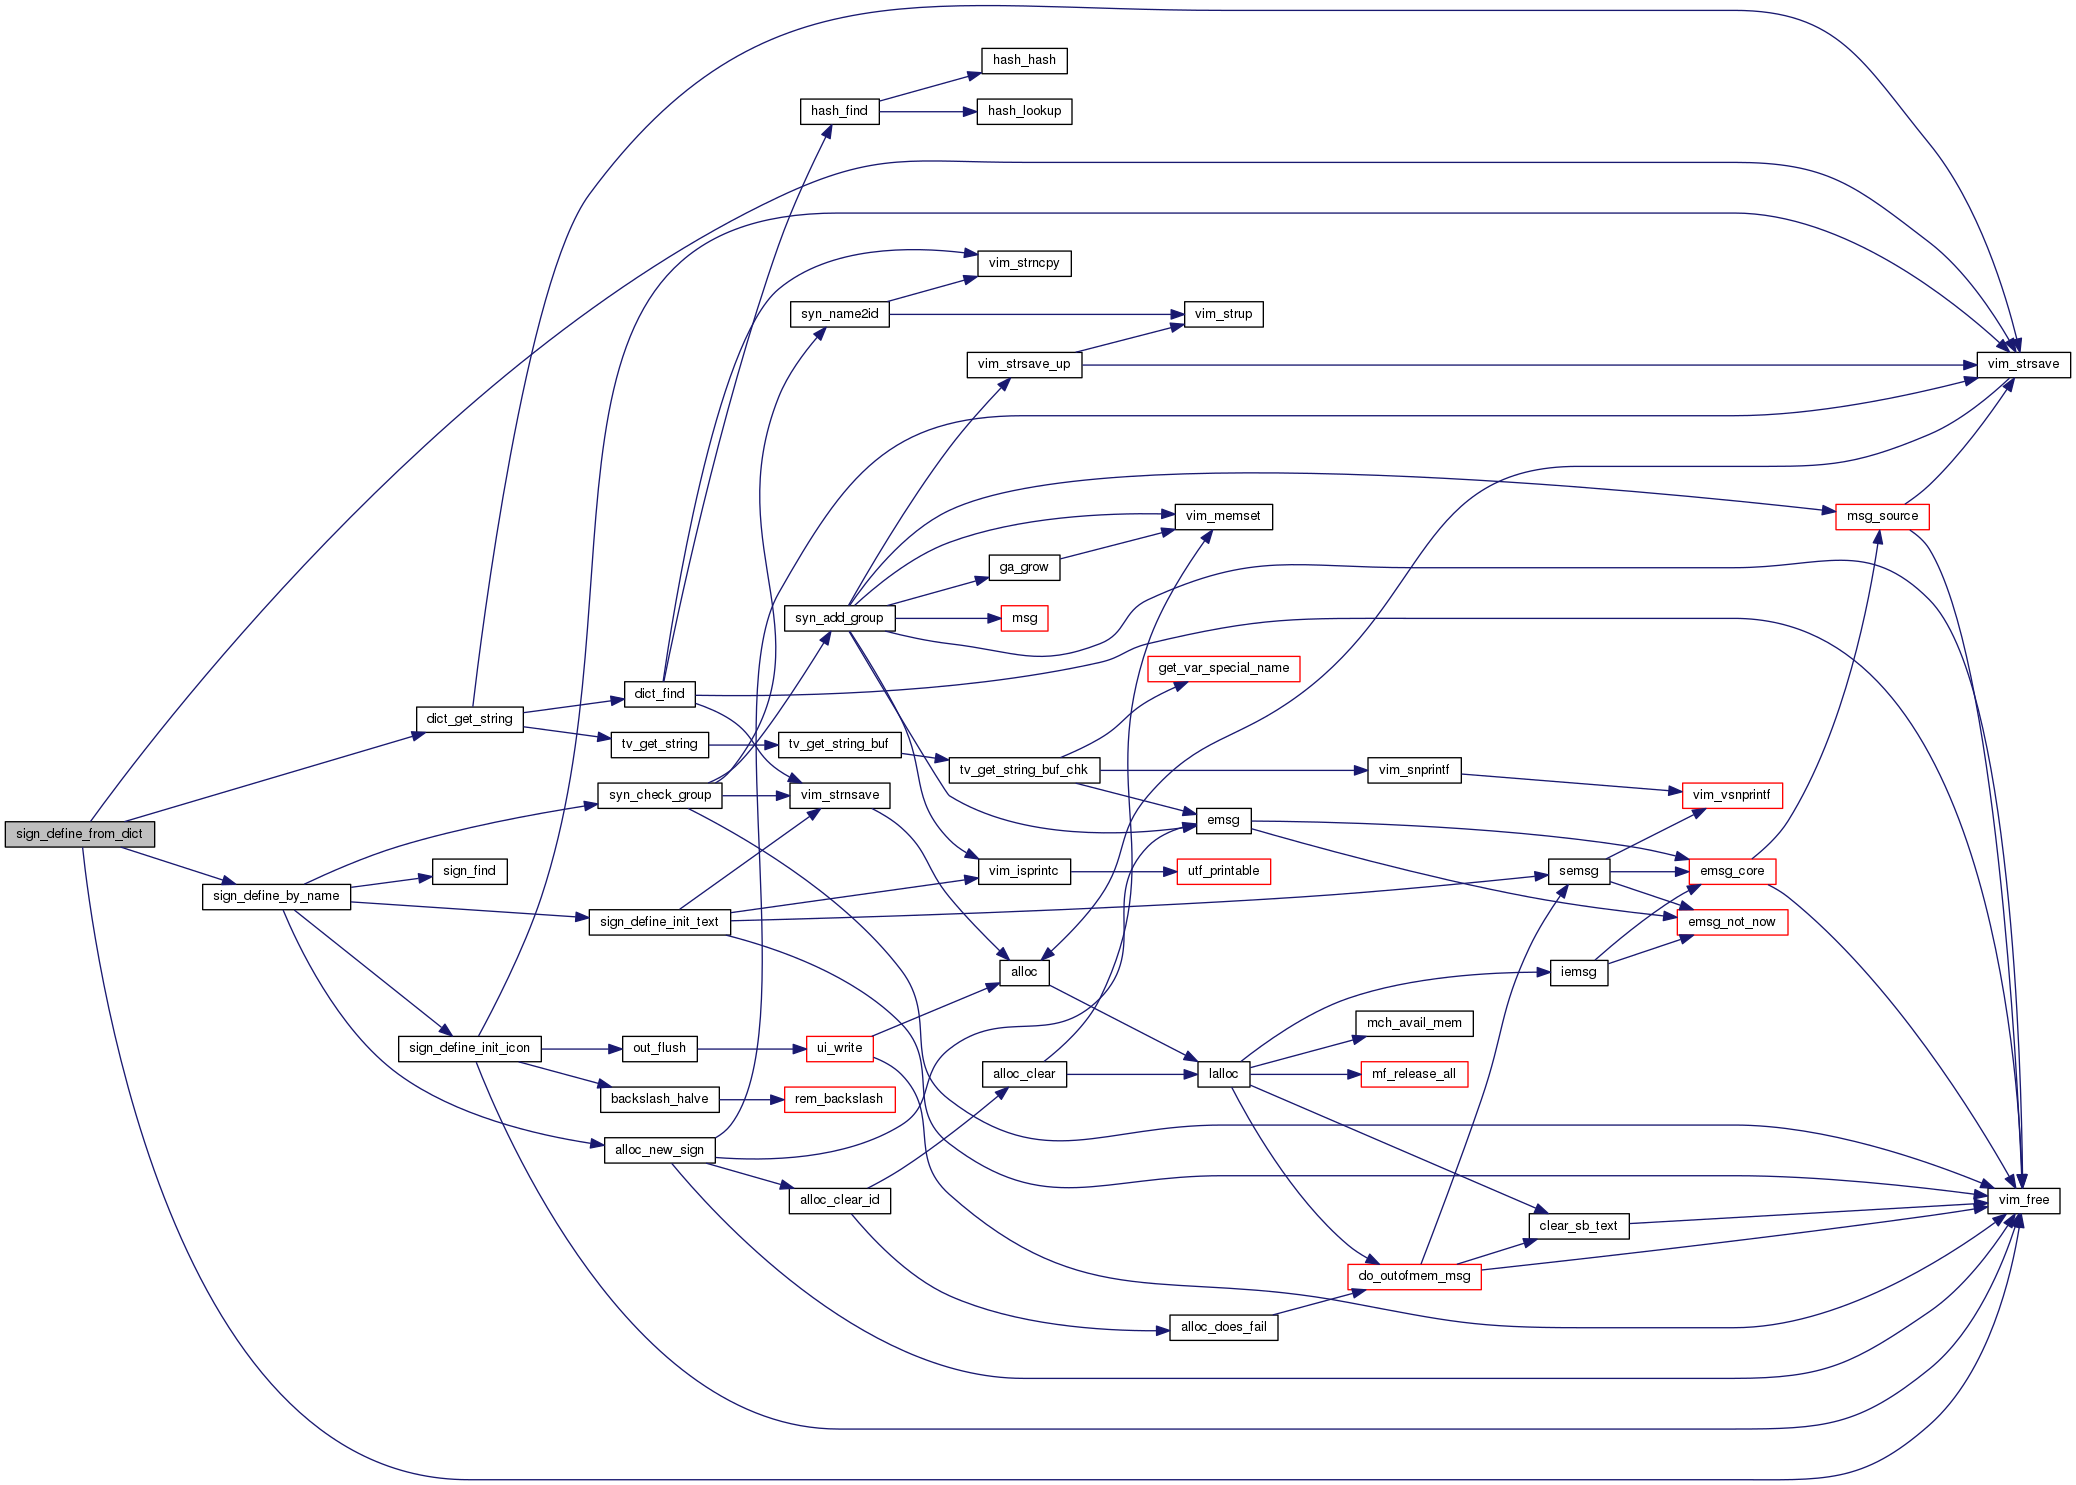 hash_hash
hash_find
hash_lookup
vim_strncpy
syn_name2id
vim_strup
vim_strsave_up
vim_strsave
vim_memset
msg_source
ga_grow
syn_add_group
msg
get_var_special_name
dict_find
dict_get_string
tv_get_string
tv_get_string_buf
tv_get_string_buf_chk
vim_snprintf
syn_check_group
vim_strnsave
vim_vsnprintf
sign_define_from_dict
emsg
sign_find
vim_isprintc
utf_printable
semsg
emsg_core
sign_define_by_name
sign_define_init_text
emsg_not_now
alloc
iemsg
mch_avail_mem
sign_define_init_icon
out_flush
ui_write
alloc_clear
lalloc
mf_release_all
backslash_halve
rem_backslash
alloc_new_sign
alloc_clear_id
vim_free
clear_sb_text
do_outofmem_msg
alloc_does_fail